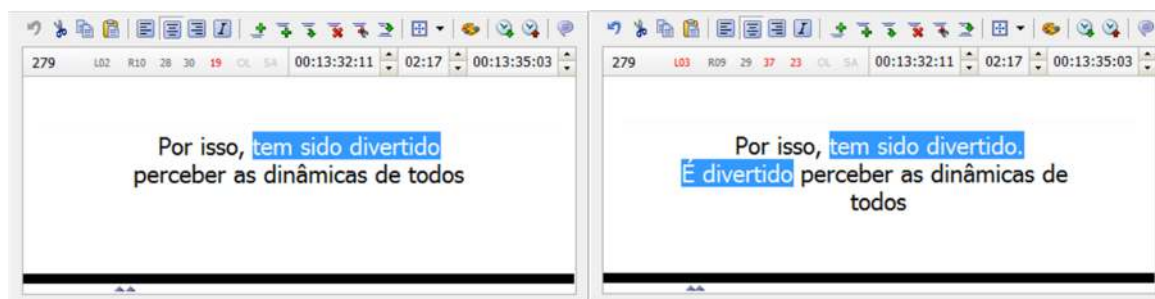 279 L02 R10 28 30 19 OL SA 00:13:32:11 02:17 00:13:35:03
Por isso, tem sido divertido
perceber as dinâmicas de todos
279 L03 R09 29 37 23 OL SA 00:13:32:11 02:17 00:13:35:03
Por isso, tem sido divertido.
É divertido perceber as dinâmicas de
todos